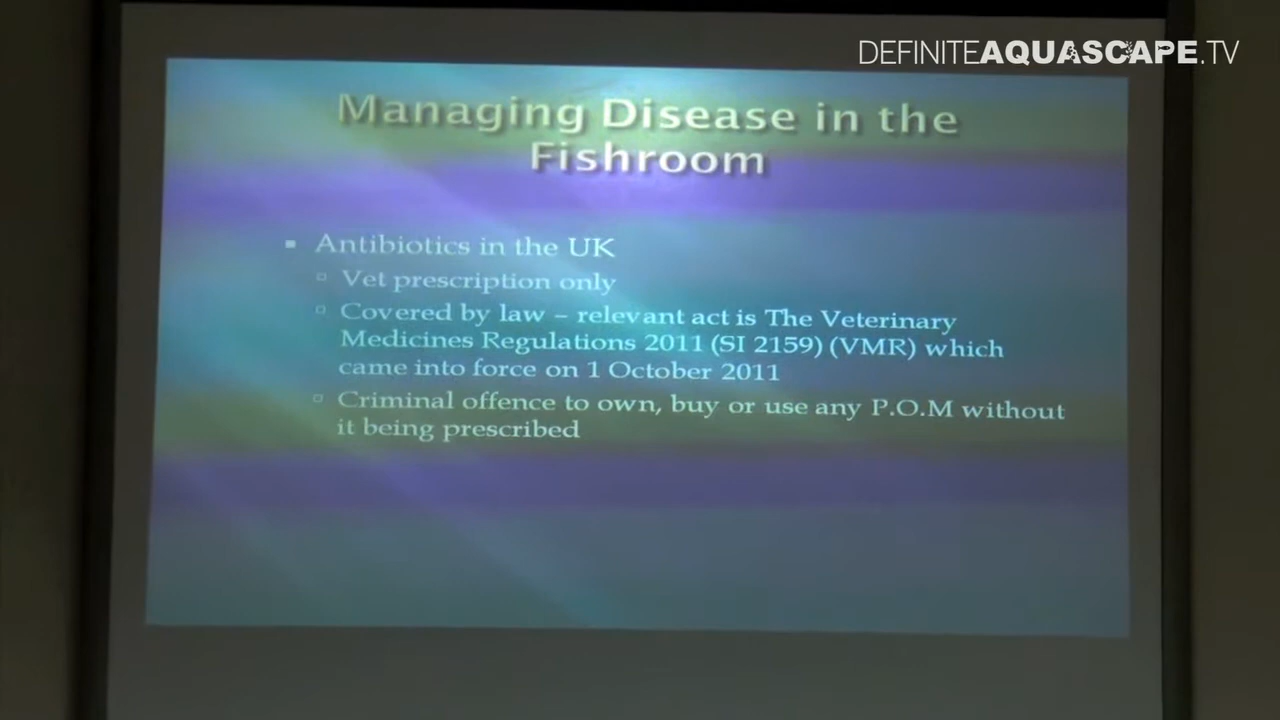 DEFINITEAQUASCAPE.TV
Managing Disease in the
Fishroom
▪ Antibiotics in the UK
▫ Vet prescription only
▫ Covered by law – relevant act is The Veterinary
Medicines Regulations 2011 (SI 2159) (VMR) which
came into force on 1 October 2011
▫ Criminal offence to own, buy or use any P.O.M without
it being prescribed